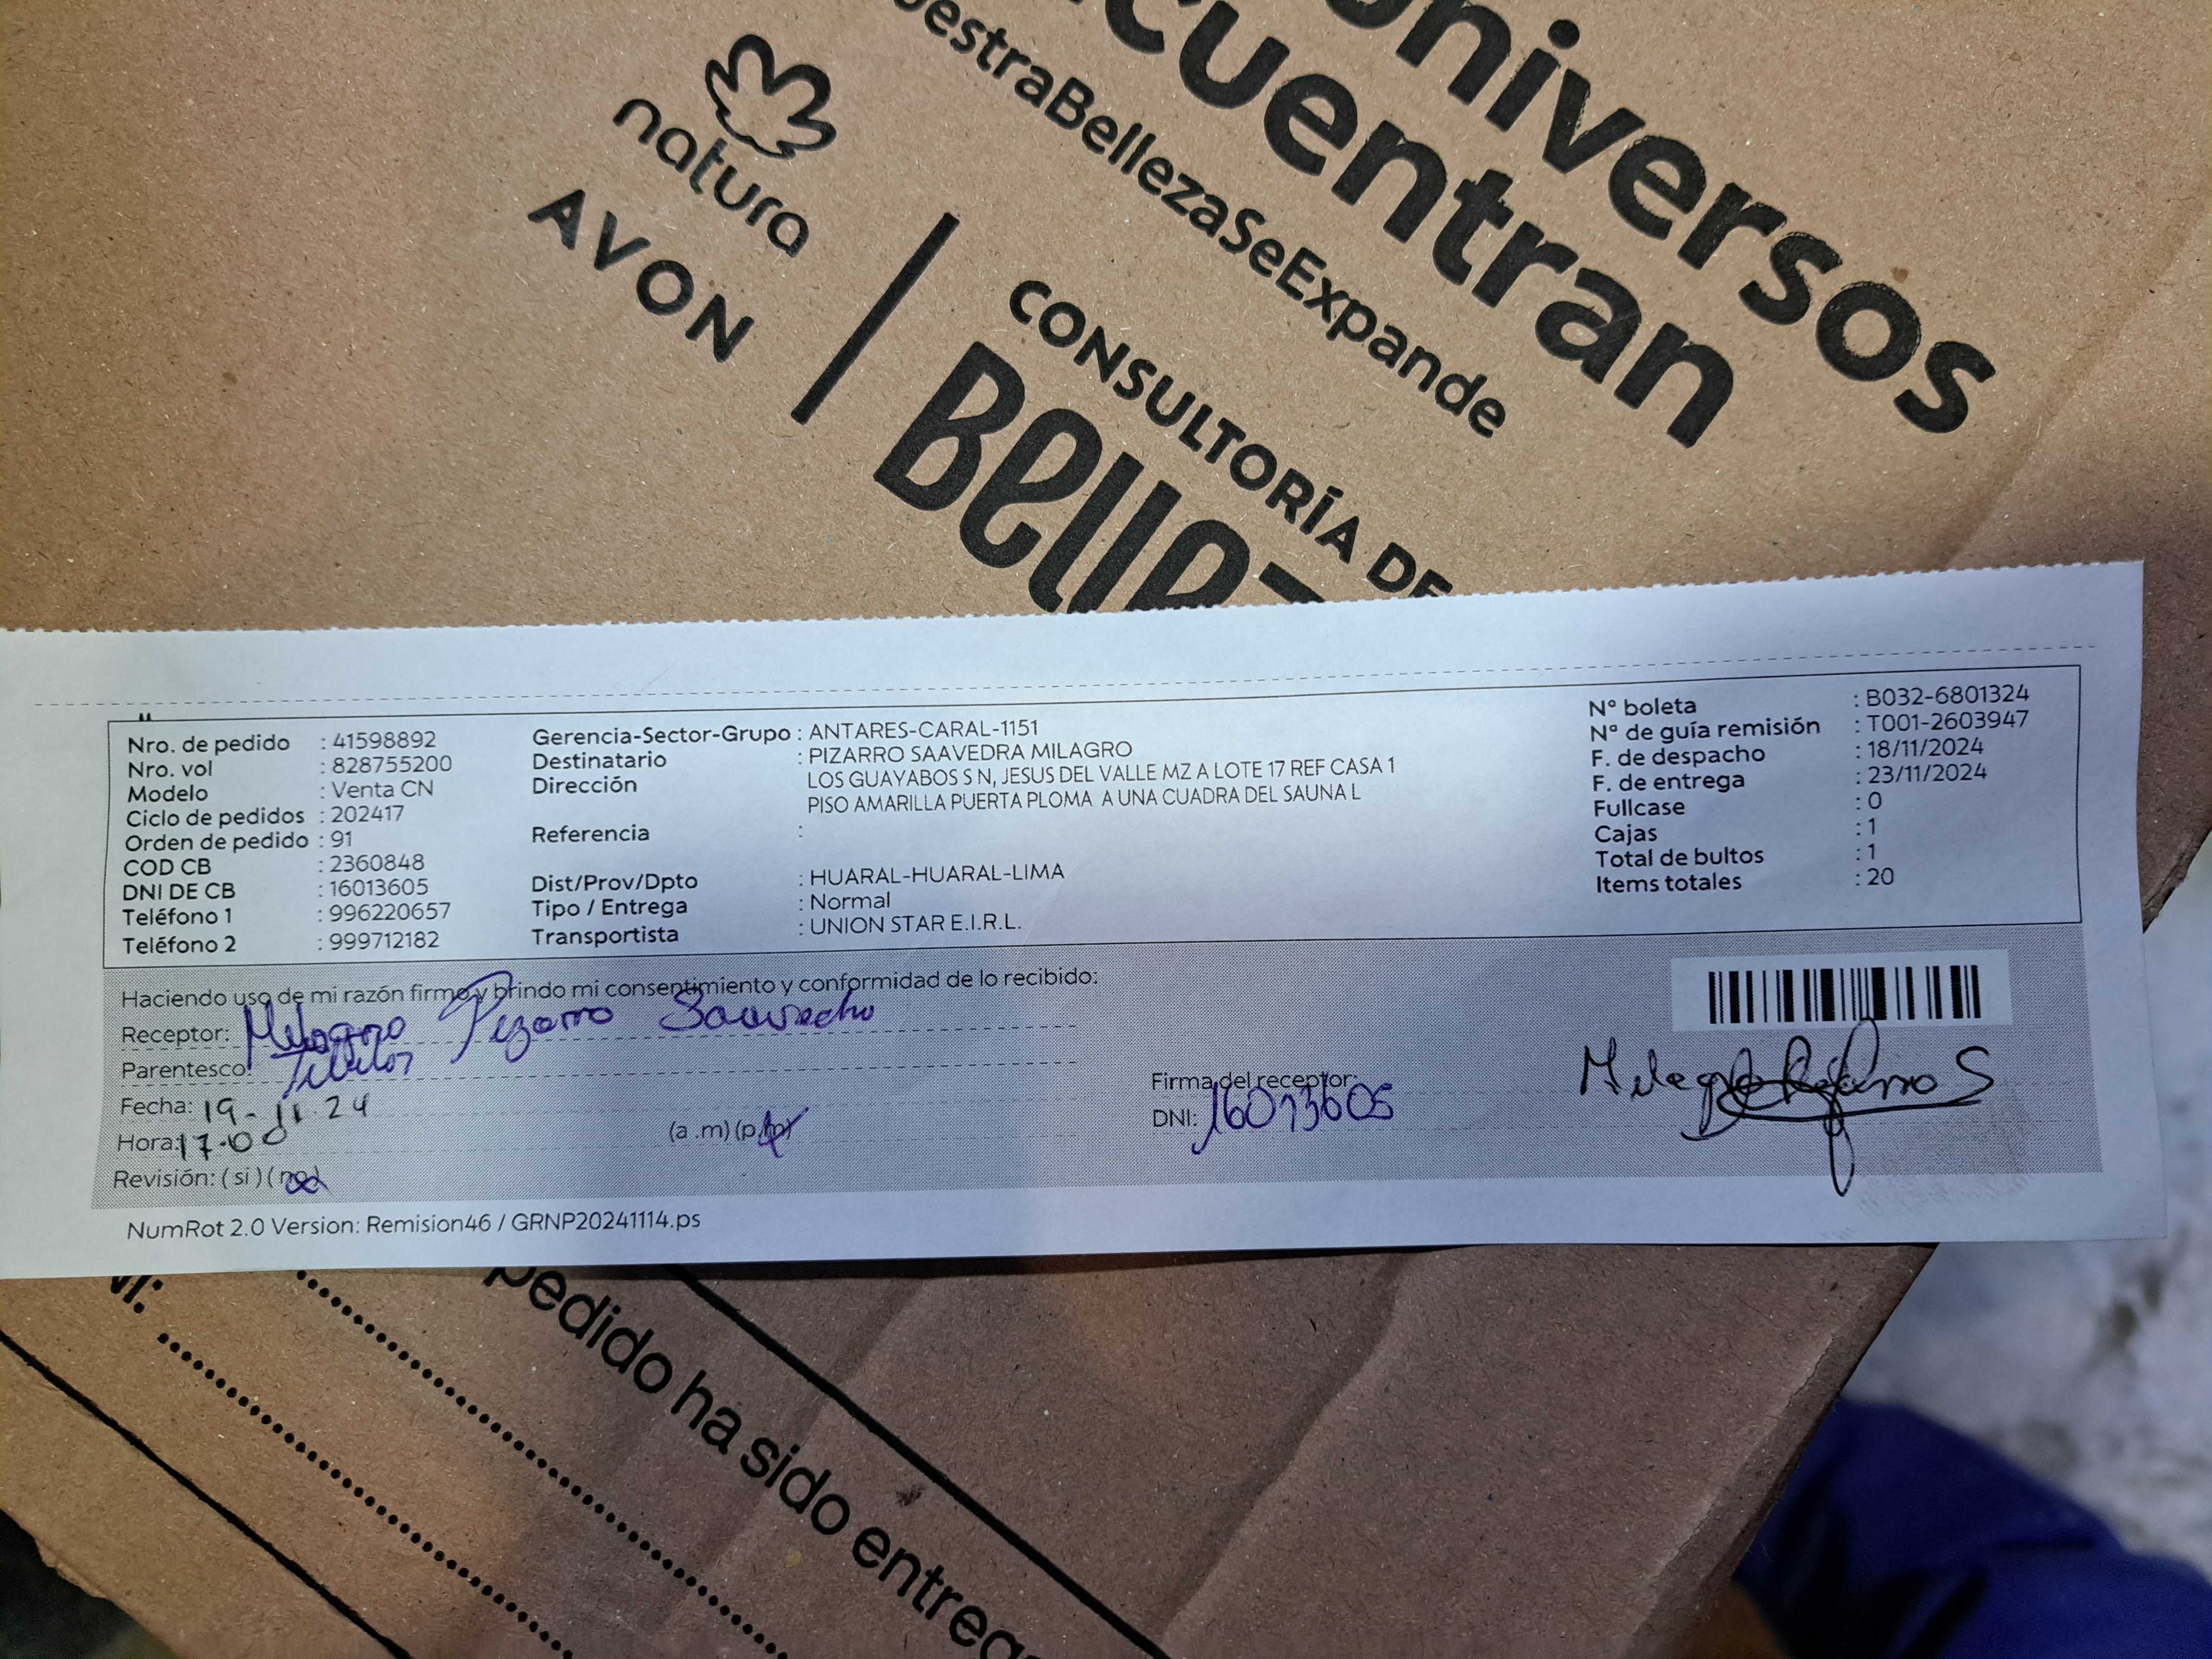 universos
cuentran
estraBellezaSeExpande
natura
AVON
CONSULTORÍA DE
Nro. de pedido : 41598892
Nro. vol : 828755200
Modelo : Venta CN
Ciclo de pedidos : 202417
Orden de pedido : 91
COD CB : 2360848
DNI DE CB : 16013605
Teléfono 1 : 996220657
Teléfono 2 : 999712182
Gerencia-Sector-Grupo : ANTARES-CARAL-1151
Destinatario : PIZARRO SAAVEDRA MILAGRO
Dirección LOS GUAYABOS S N, JESUS DEL VALLE MZ A LOTE 17 REF CASA 1
PISO AMARILLA PUERTA PLOMA A UNA CUADRA DEL SAUNA L
Referencia :
Dist/Prov/Dpto : HUARAL-HUARAL-LIMA
Tipo / Entrega : Normal
Transportista : UNION STAR E.I.R.L.
N° boleta : B032-6801324
N° de guía remisión : T001-2603947
F. de despacho : 18/11/2024
F. de entrega : 23/11/2024
Fullcase : 0
Cajas : 1
Total de bultos : 1
Items totales : 20
Haciendo uso de mi razón firmo y brindo mi consentimiento y conformidad de lo recibido:
Receptor: Milagro Pizarro Saavedra
Parentesco:
Fecha: 19-11-24
Hora: 17-00 (a .m) (p.m)
Revisión: ( si ) ( no )
Firma del receptor: Milagro Pizarro S
DNI: 16013605
NumRot 2.0 Version: Remision46 / GRNP20241114.ps
pedido ha sido entreg